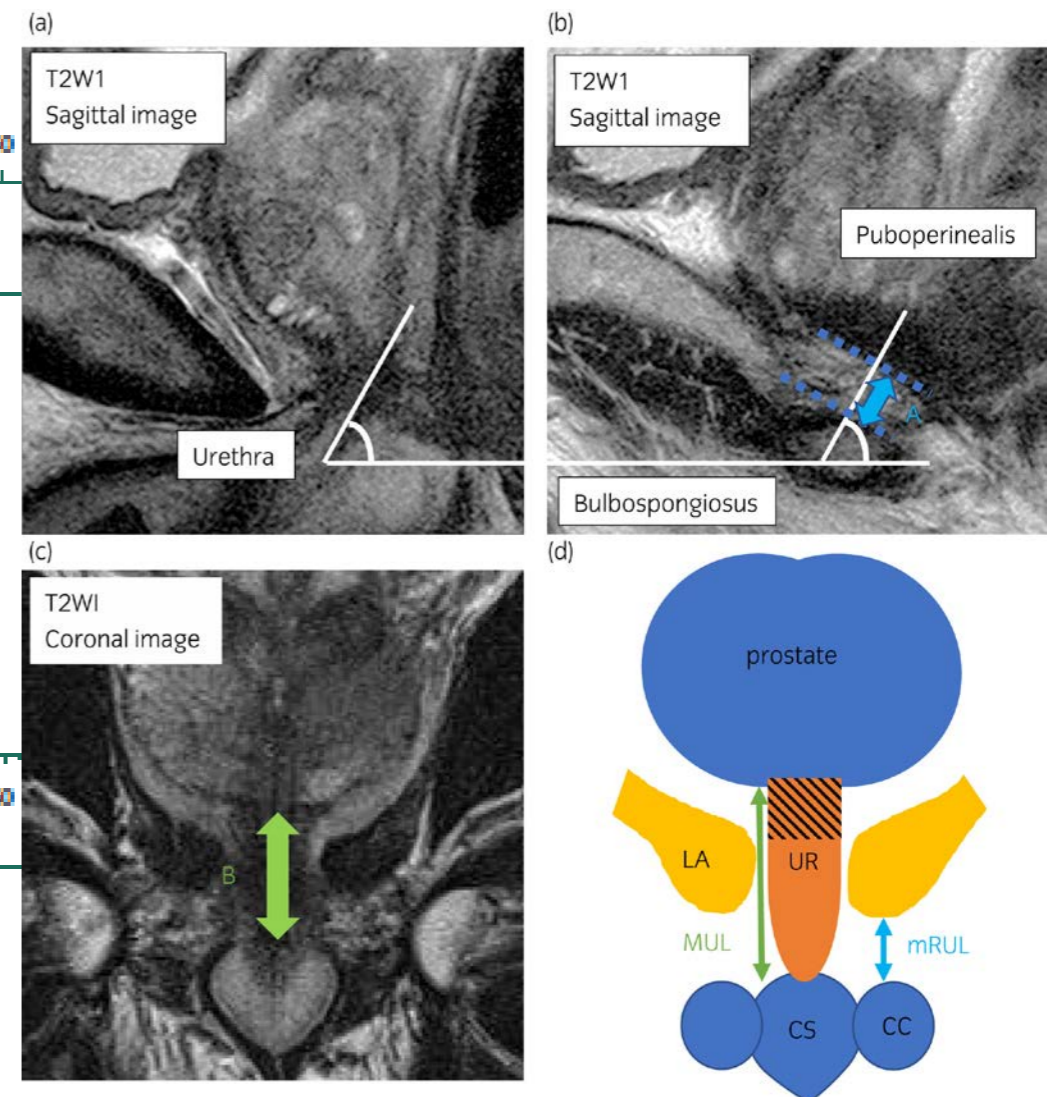 (a)
T2W1
Sagittal image
Urethra
(b)
T2W1
Sagittal image
Puboperinealis
A
Bulbospongiosus
(c)
T2WI
Coronal image
B
(d)
prostate
LA
UR
MUL
mRUL
CS
CC